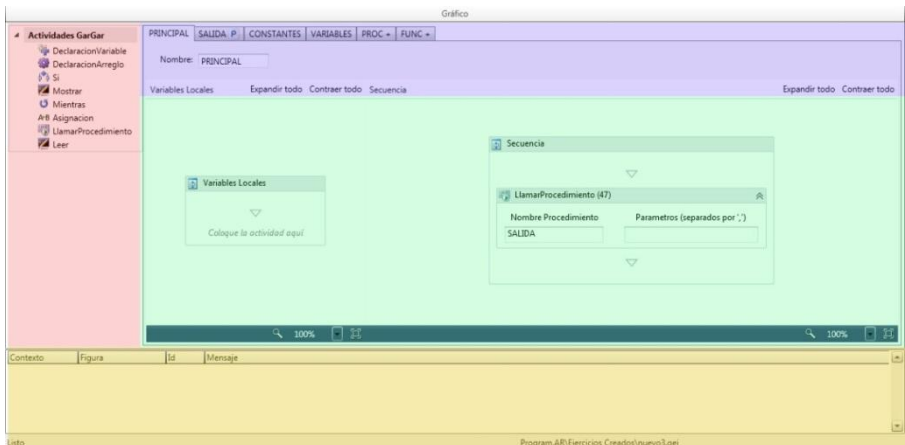 Gráfico
Actividades GarGar
DeclaracionVariable
DeclaracionArreglo
Si
Mostrar
Mientras
A=B Asignacion
LlamarProcedimiento
Leer
PRINCIPAL SALIDA P CONSTANTES VARIABLES PROC + FUNC +
Nombre: PRINCIPAL
Variables Locales Expandir todo Contraer todo Secuencia Expandir todo Contraer todo
Variables Locales
Coloque la actividad aquí
Secuencia
LlamarProcedimiento (47)
Nombre Procedimiento Parametros (separados por ',')
SALIDA
100% 100%
Contexto Figura Id Mensaje
Listo Program AR\Ejercicios Creados\nuevo3.gei